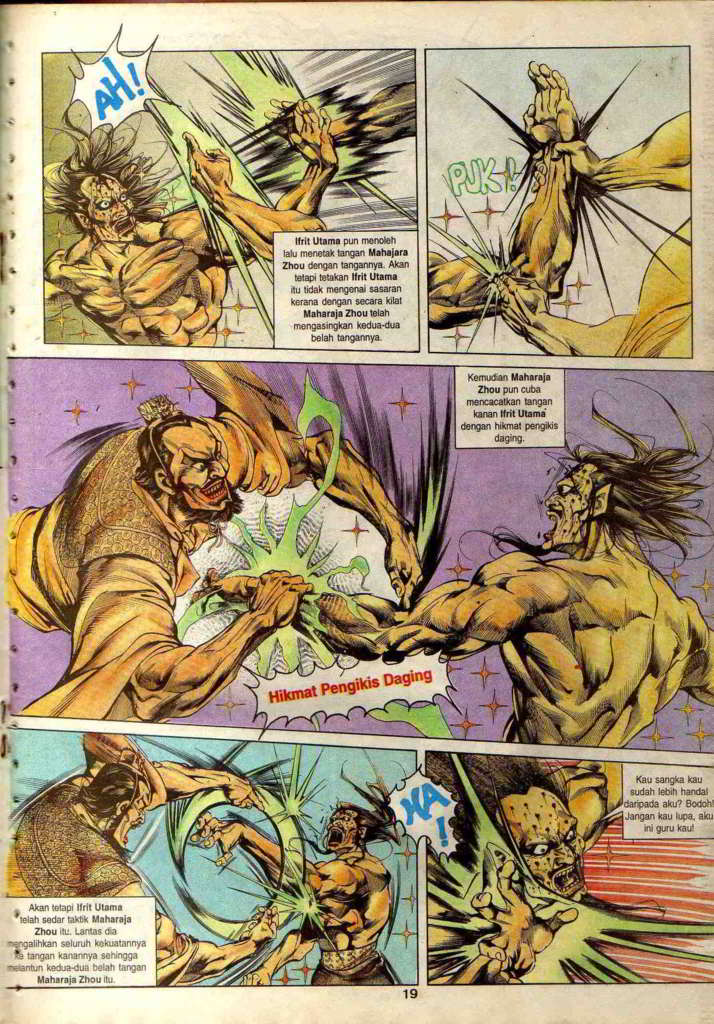 AH!
Ifrit Utama pun menoleh
lalu menetak tangan Mahajara
Zhou dengan tangannya. Akan
tetapi tetakan Ifrit Utama
itu tidak mengenai sasaran
kerana dengan secara kilat
Maharaja Zhou telah
mengasingkan kedua-dua
belah tangannya.
PJK!
Kemudian Maharaja
Zhou pun cuba
mencacatkan tangan
kanan Ifrit Utama
dengan hikmat pengikis
daging.
Hikmat Pengikis Daging
Akan tetapi Ifrit Utama
telah sedar taktik Maharaja
Zhou itu. Lantas dia
mengalihkan seluruh kekuatannya
ke tangan kanannya sehingga
melantun kedua-dua belah tangan
Maharaja Zhou itu.
HA
!
Kau sangka kau
sudah lebih handal
daripada aku? Bodoh!
Jangan kau lupa, aku
ini guru kau!
19